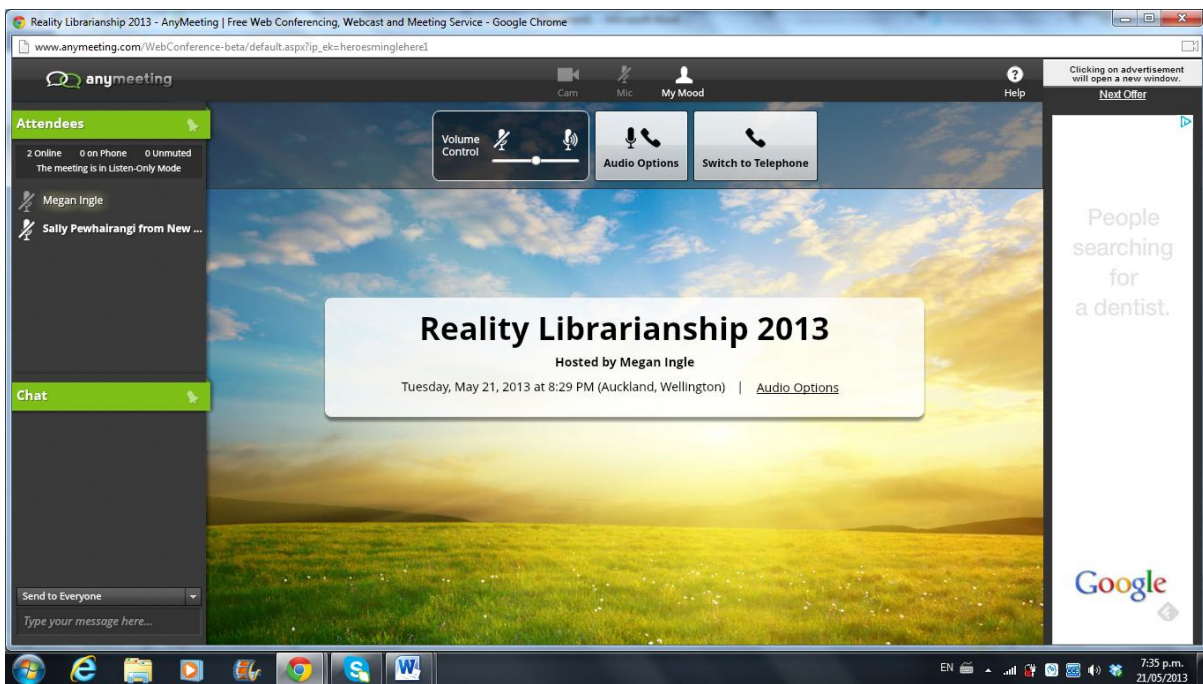 Reality Librarianship 2013 - AnyMeeting | Free Web Conferencing, Webcast and Meeting Service - Google Chrome
www.anymeeting.com/WebConference-beta/default.aspx?ip_ek=heroesminglehere1
anymeeting
Cam
Mic
My Mood
Help
Clicking on advertisement
will open a new window.
Next Offer
Attendees
2 Online 0 on Phone 0 Unmuted
The meeting is in Listen-Only Mode
Megan Ingle
Sally Pewhairangi from New ...
Volume
Control
Audio Options
Switch to Telephone
Reality Librarianship 2013
Hosted by Megan Ingle
Tuesday, May 21, 2013 at 8:29 PM (Auckland, Wellington) | Audio Options
Chat
Send to Everyone
Type your message here...
People
searching
for
a dentist.
Google
EN
7:35 p.m.
21/05/2013